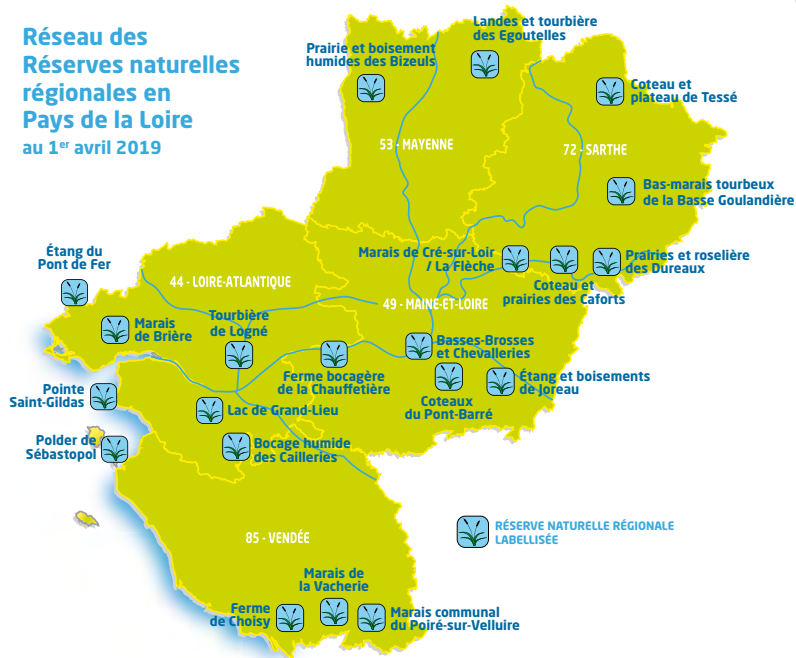 Réseau des
Réserves naturelles
régionales en
Pays de la Loire
au 1er avril 2019
Landes et tourbière
des Egoutelles
Prairie et boisement
humides des Bizeuls
Coteau et
plateau de Tessé
53 - MAYENNE
72 - SARTHE
Bas-marais tourbeux
de la Basse Goulandière
Marais de Cré-sur-Loir
/ La Flèche
Prairies et roselière
des Dureaux
Coteau et
prairies des Caforts
Étang du
Pont de Fer
44 - LOIRE-ATLANTIQUE
49 - MAINE-ET-LOIRE
Marais
de Brière
Tourbière
de Logné
Basses-Brosses
et Chevalleries
Ferme bocagère
de la Chauffetière
Étang et boisements
de Joreau
Coteaux
du Pont-Barré
Pointe
Saint-Gildas
Lac de Grand-Lieu
Polder de
Sébastopol
Bocage humide
des Cailleries
85 - VENDÉE
RÉSERVE NATURELLE RÉGIONALE
LABELLISÉE
Marais de
la Vacherie
Ferme
de Choisy
Marais communal
du Poiré-sur-Velluire